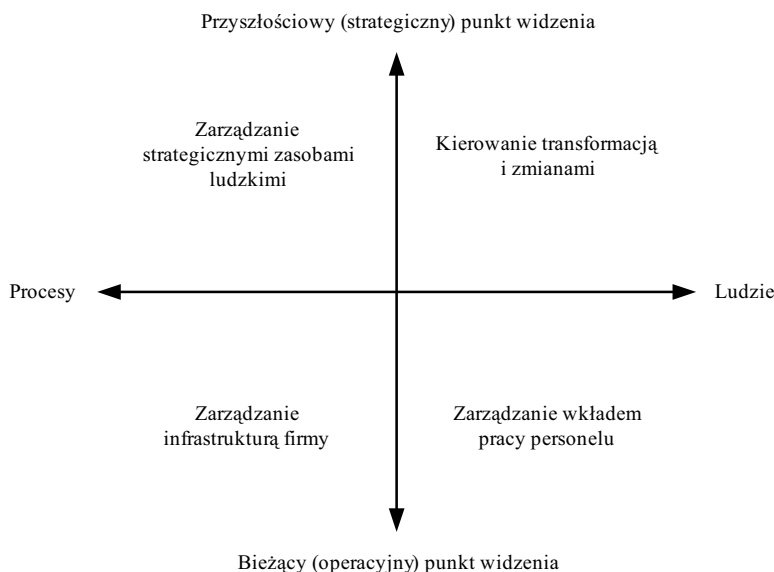 Przyszłościowy (strategiczny) punkt widzenia
Zarządzanie
strategicznymi zasobami
ludzkimi
Kierowanie transformacją
i zmianami
Procesy
Ludzie
Zarządzanie
infrastrukturą firmy
Zarządzanie wkładem
pracy personelu
Bieżący (operacyjny) punkt widzenia